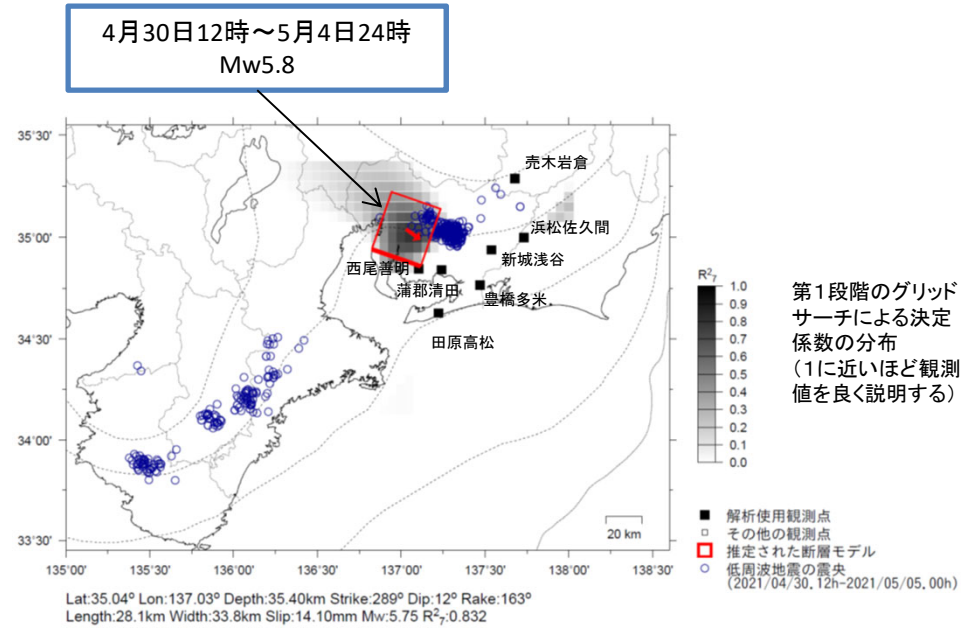 4月30日12時～5月4日24時
Mw5.8
35°30'
35°00'
34°30'
34°00'
33°30'
135°00'
135°30'
136°00'
136°30'
137°00'
137°30'
138°00'
138°30'
売木岩倉
浜松佐久間
新城浅谷
西尾善明
蒲郡清田
豊橋多米
田原高松
20 km
R²₇
1.0
0.9
0.8
0.7
0.6
0.5
0.4
0.3
0.2
0.1
0.0
第１段階のグリッド
サーチによる決定
係数の分布
（１に近いほど観測
値を良く説明する）
解析使用観測点
その他の観測点
推定された断層モデル
低周波地震の震央
(2021/04/30.12h-2021/05/05.00h)
Lat:35.04° Lon:137.03° Depth:35.40km Strike:289° Dip:12° Rake:163°
Length:28.1km Width:33.8km Slip:14.10mm Mw:5.75 R²₇:0.832